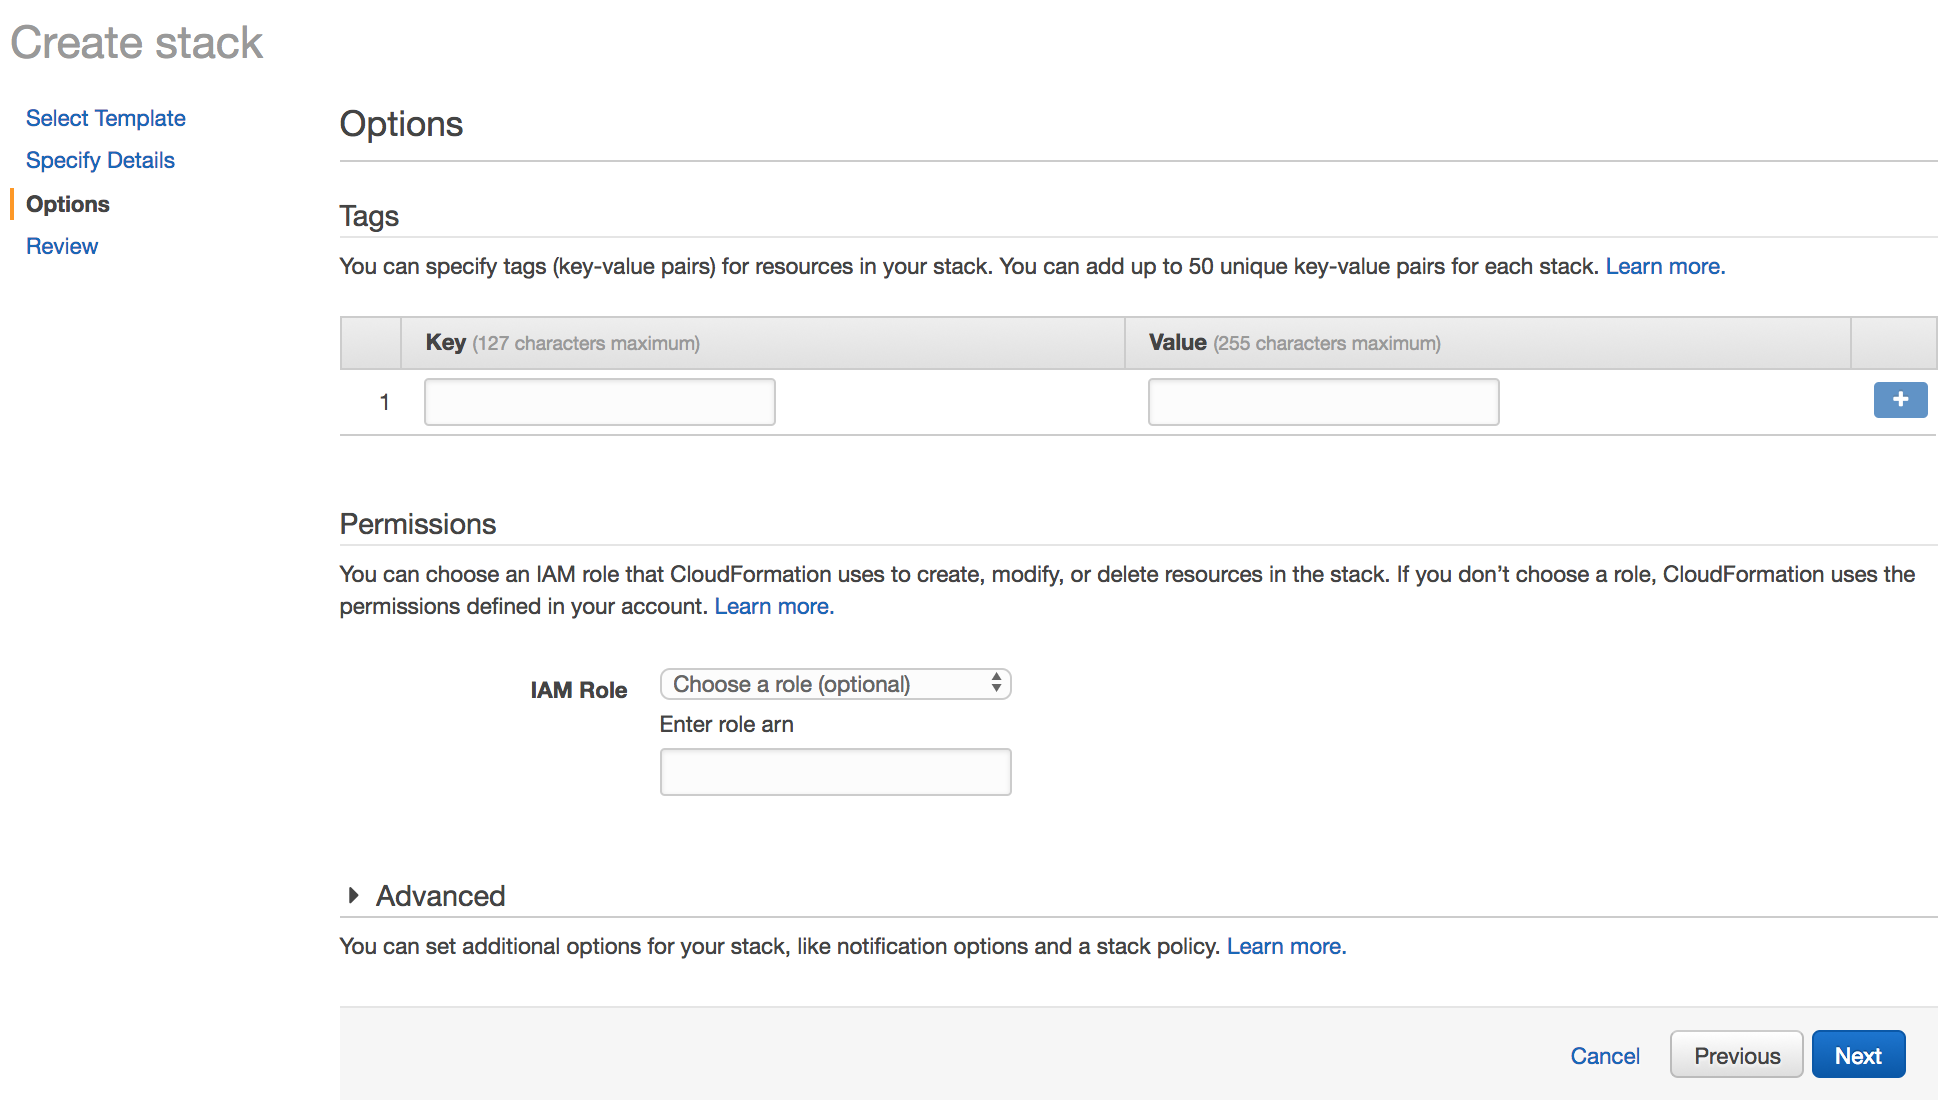 Create stack
Select Template
Specify Details
Options
Review
Options
Tags
You can specify tags (key-value pairs) for resources in your stack. You can add up to 50 unique key-value pairs for each stack. Learn more.
Key (127 characters maximum)
Value (255 characters maximum)
1
+
Permissions
You can choose an IAM role that CloudFormation uses to create, modify, or delete resources in the stack. If you don’t choose a role, CloudFormation uses the
permissions defined in your account. Learn more.
IAM Role
Choose a role (optional)
Enter role arn
Advanced
You can set additional options for your stack, like notification options and a stack policy. Learn more.
Cancel
Previous
Next